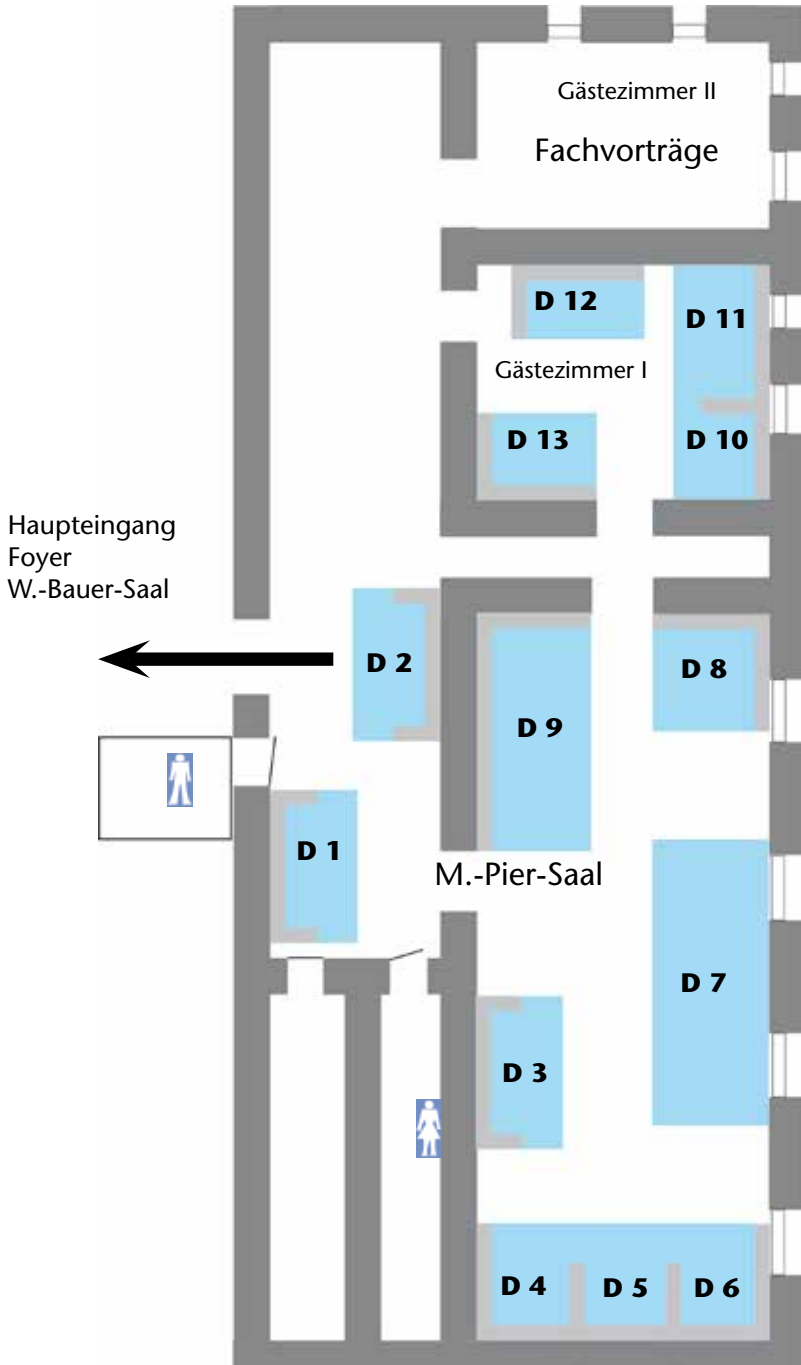 Gästezimmer II
Fachvorträge
D 12
D 11
Gästezimmer I
D 13
D 10
Haupteingang
Foyer
W.-Bauer-Saal
D 2
D 8
D 9
D 1
M.-Pier-Saal
D 7
D 3
D 4
D 5
D 6